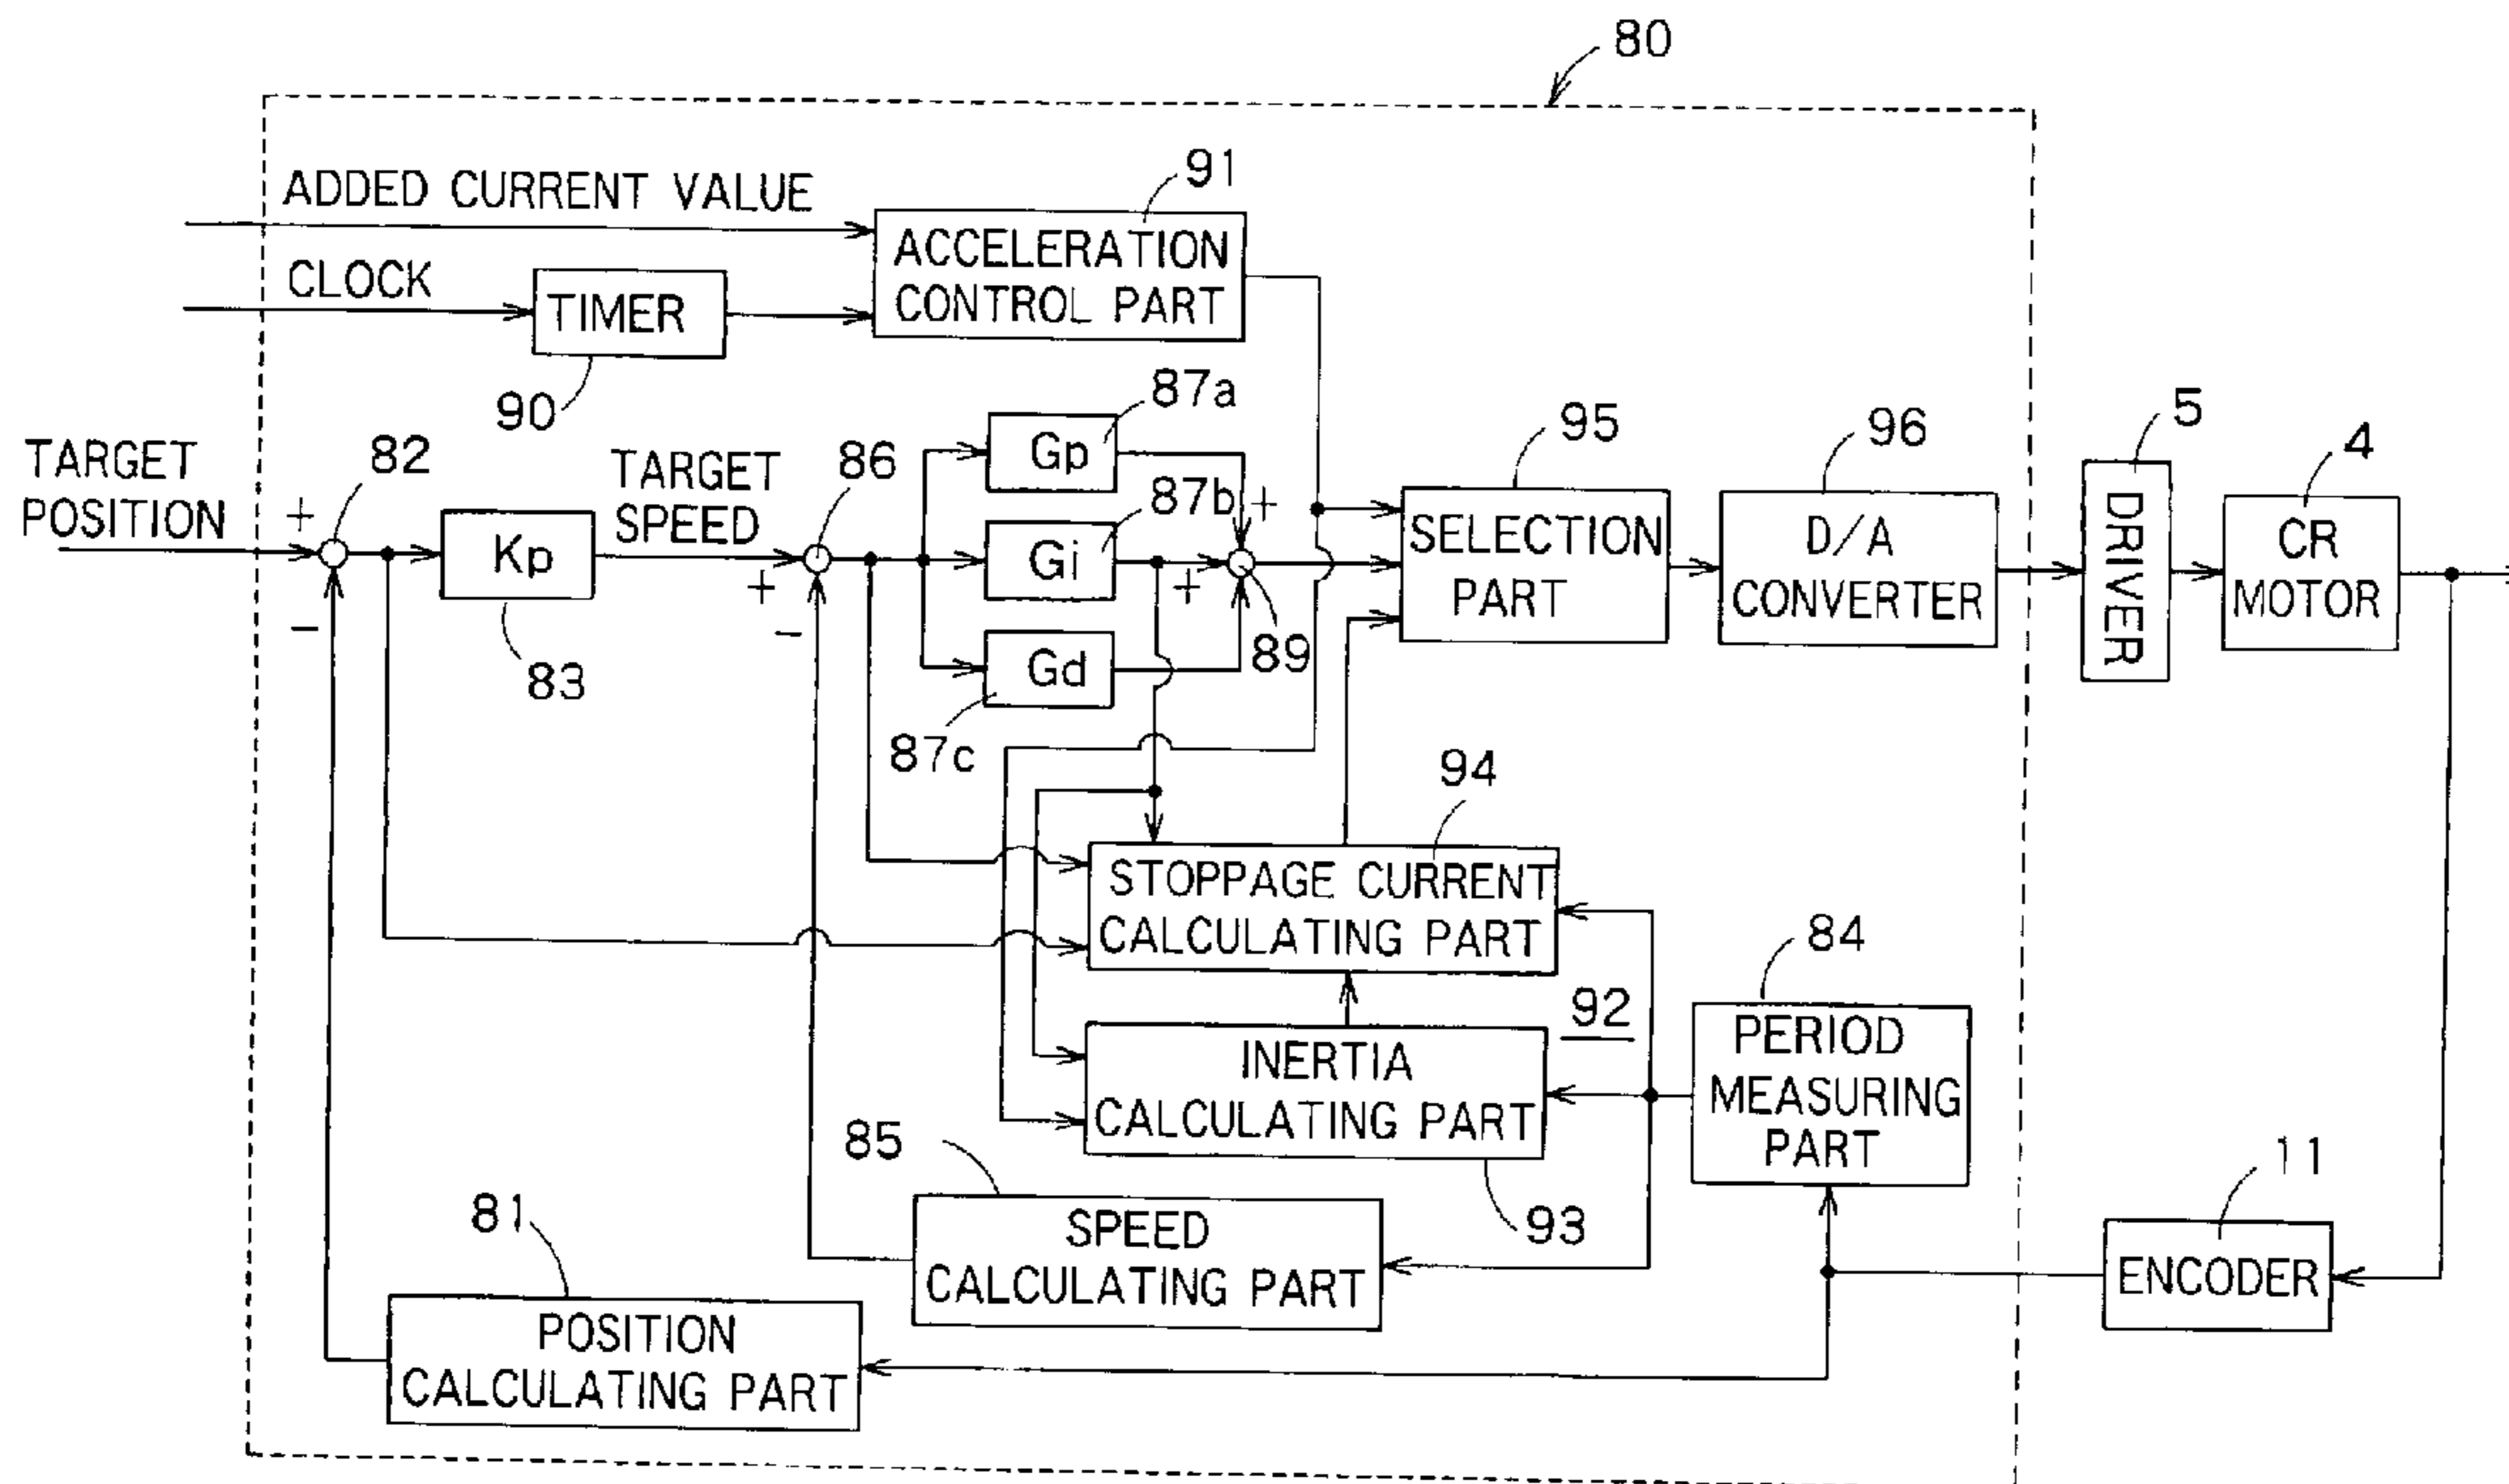 80
ADDED CURRENT VALUE
91
ACCELERATION
CONTROL PART
CLOCK
TIMER
90
TARGET
POSITION
+
82
−
Kp
83
TARGET
SPEED
+
−
86
Gp
87a
Gi
87b
Gd
87c
+
+
89
SELECTION
PART
95
D/A
CONVERTER
96
DRIVER
5
CR
MOTOR
4
94
STOPPAGE CURRENT
CALCULATING PART
92
INERTIA
CALCULATING PART
93
84
PERIOD
MEASURING
PART
85
SPEED
CALCULATING PART
81
POSITION
CALCULATING PART
11
ENCODER